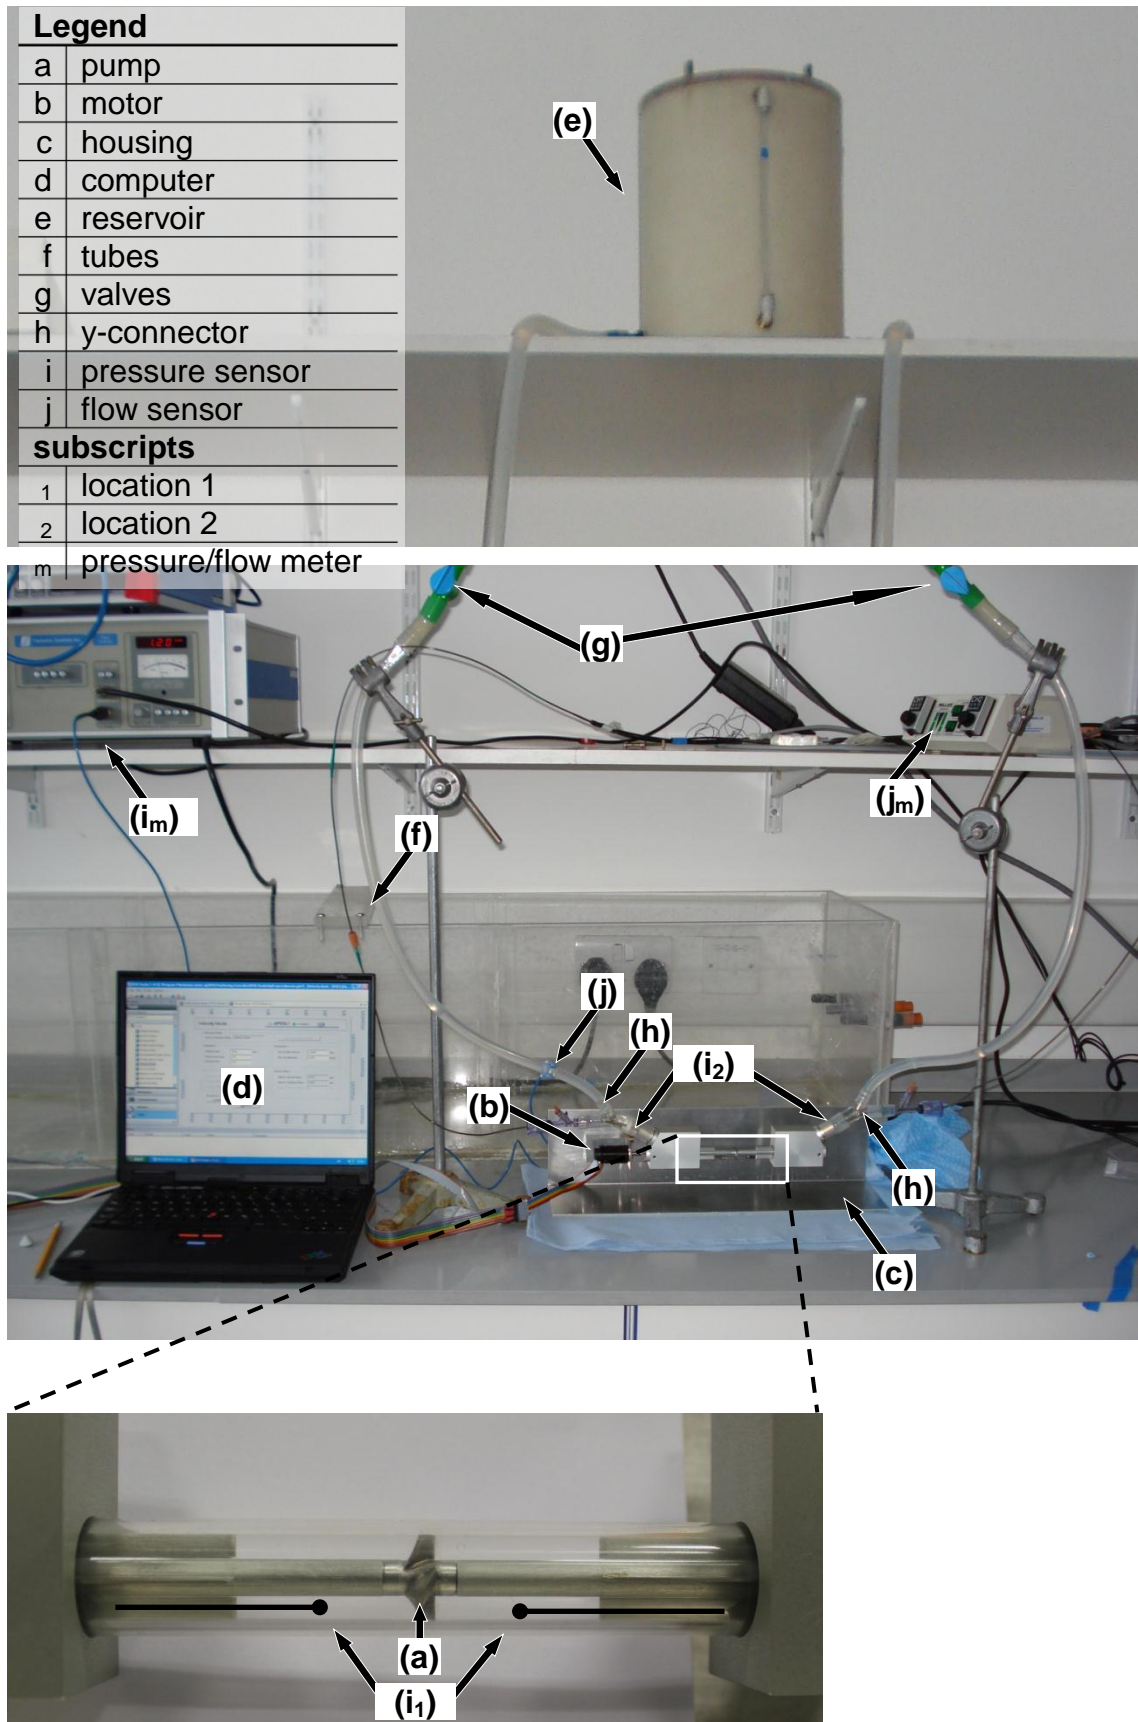 Legend
a pump
b motor
c housing
d computer
e reservoir
f tubes
g valves
h y-connector
i pressure sensor
j flow sensor
subscripts
1 location 1
2 location 2
m pressure/flow meter
(e)
(g)
(im)
(jm)
(f)
(j)
(h)
(i2)
(d)
(b)
(h)
(c)
(a)
(i1)